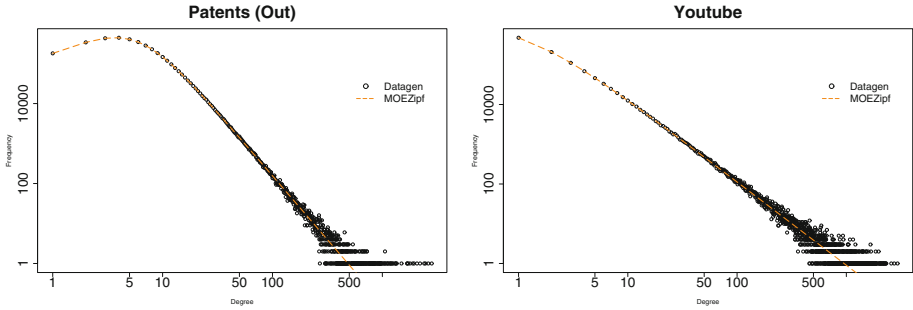 Patents (Out)
Frequency
10000
100
1
Datagen
MOEZipf
1 5 10 50 100 500
Degree
Youtube
Frequency
10000
100
1
Datagen
MOEZipf
1 5 10 50 100 500
Degree